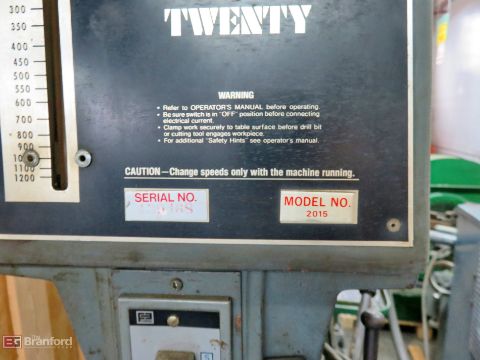 TWENTY
300
400
500
600
700
800
900
1000
1100
1200
WARNING
• Refer to OPERATOR'S MANUAL before operating.
• Be sure switch is in "OFF" position before connecting
electrical current.
• Clamp work securely to table surface before drill bit
or cutting tool engages workpiece.
• For additional "Safety Hints" see operator's manual.
CAUTION—Change speeds only with the machine running.
SERIAL NO.
MODEL NO.
2015
BG The Branford